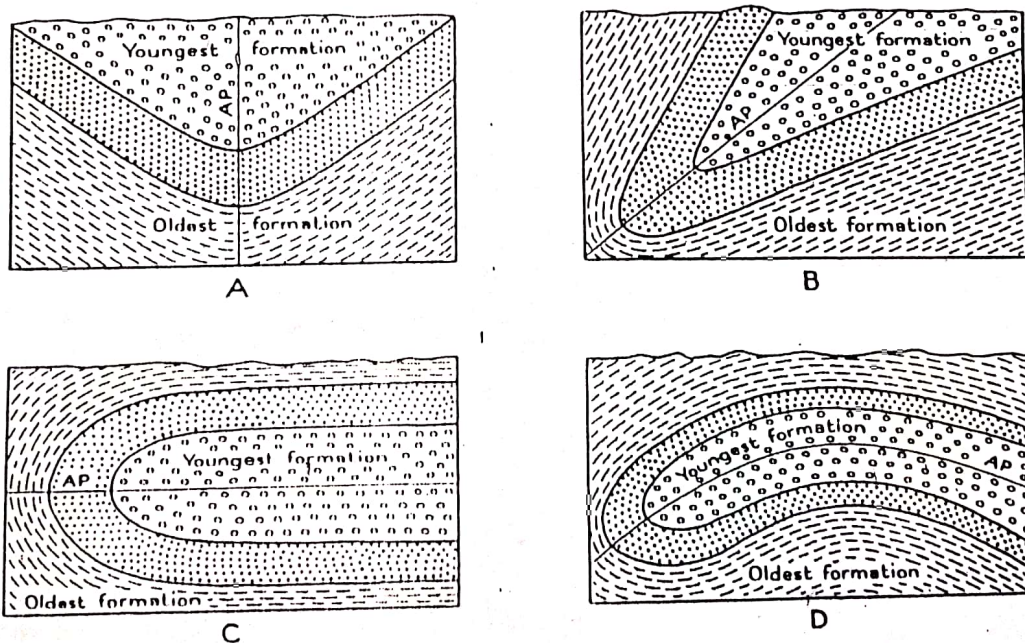 Youngest formation
AP
Oldest formation
A
Youngest formation
AP
Oldest formation
B
AP
Youngest formation
Oldest formation
C
Youngest formation
AP
Oldest formation
D